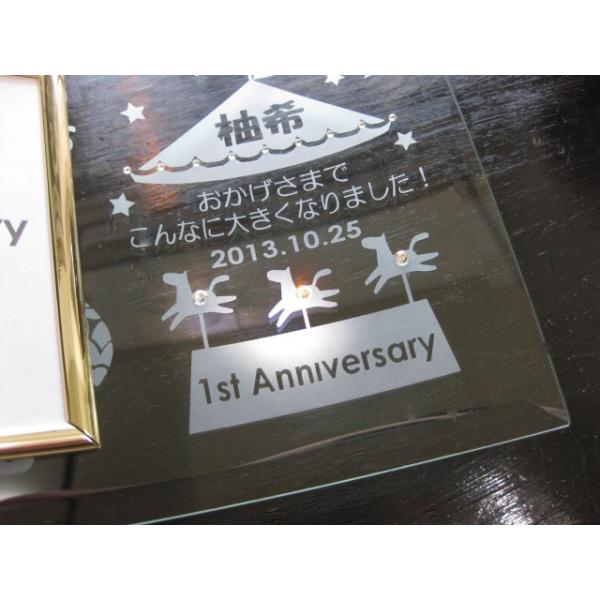 柚希
おかげさまで
こんなに大きくなりました！
2013.10.25
1st Anniversary